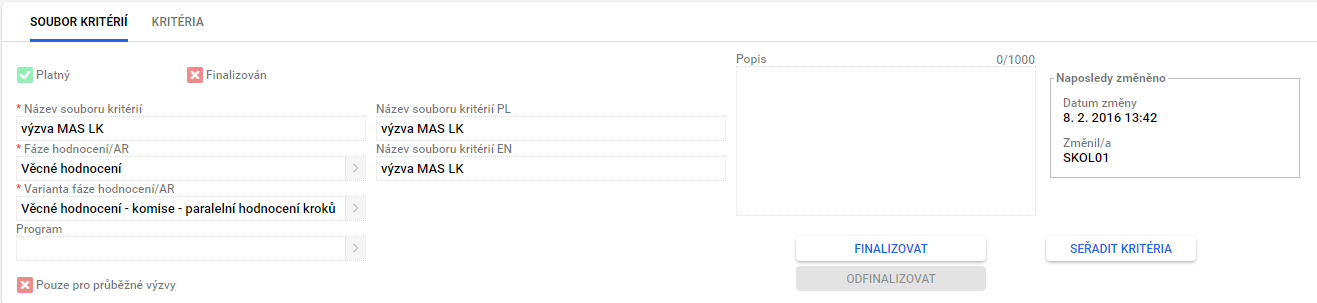 SOUBOR KRITÉRIÍ
KRITÉRIA
Platný
Finalizován
* Název souboru kritérií
výzva MAS LK
Název souboru kritérií PL
výzva MAS LK
* Fáze hodnocení/AR
Věcné hodnocení
Název souboru kritérií EN
výzva MAS LK
* Varianta fáze hodnocení/AR
Věcné hodnocení - komise - paralelní hodnocení kroků
Program
Pouze pro průběžné výzvy
Popis
0/1000
FINALIZOVAT
ODFINALIZOVAT
Naposledy změněno
Datum změny
8. 2. 2016 13:42
Změnil/a
SKOL01
SEŘADIT KRITÉRIA